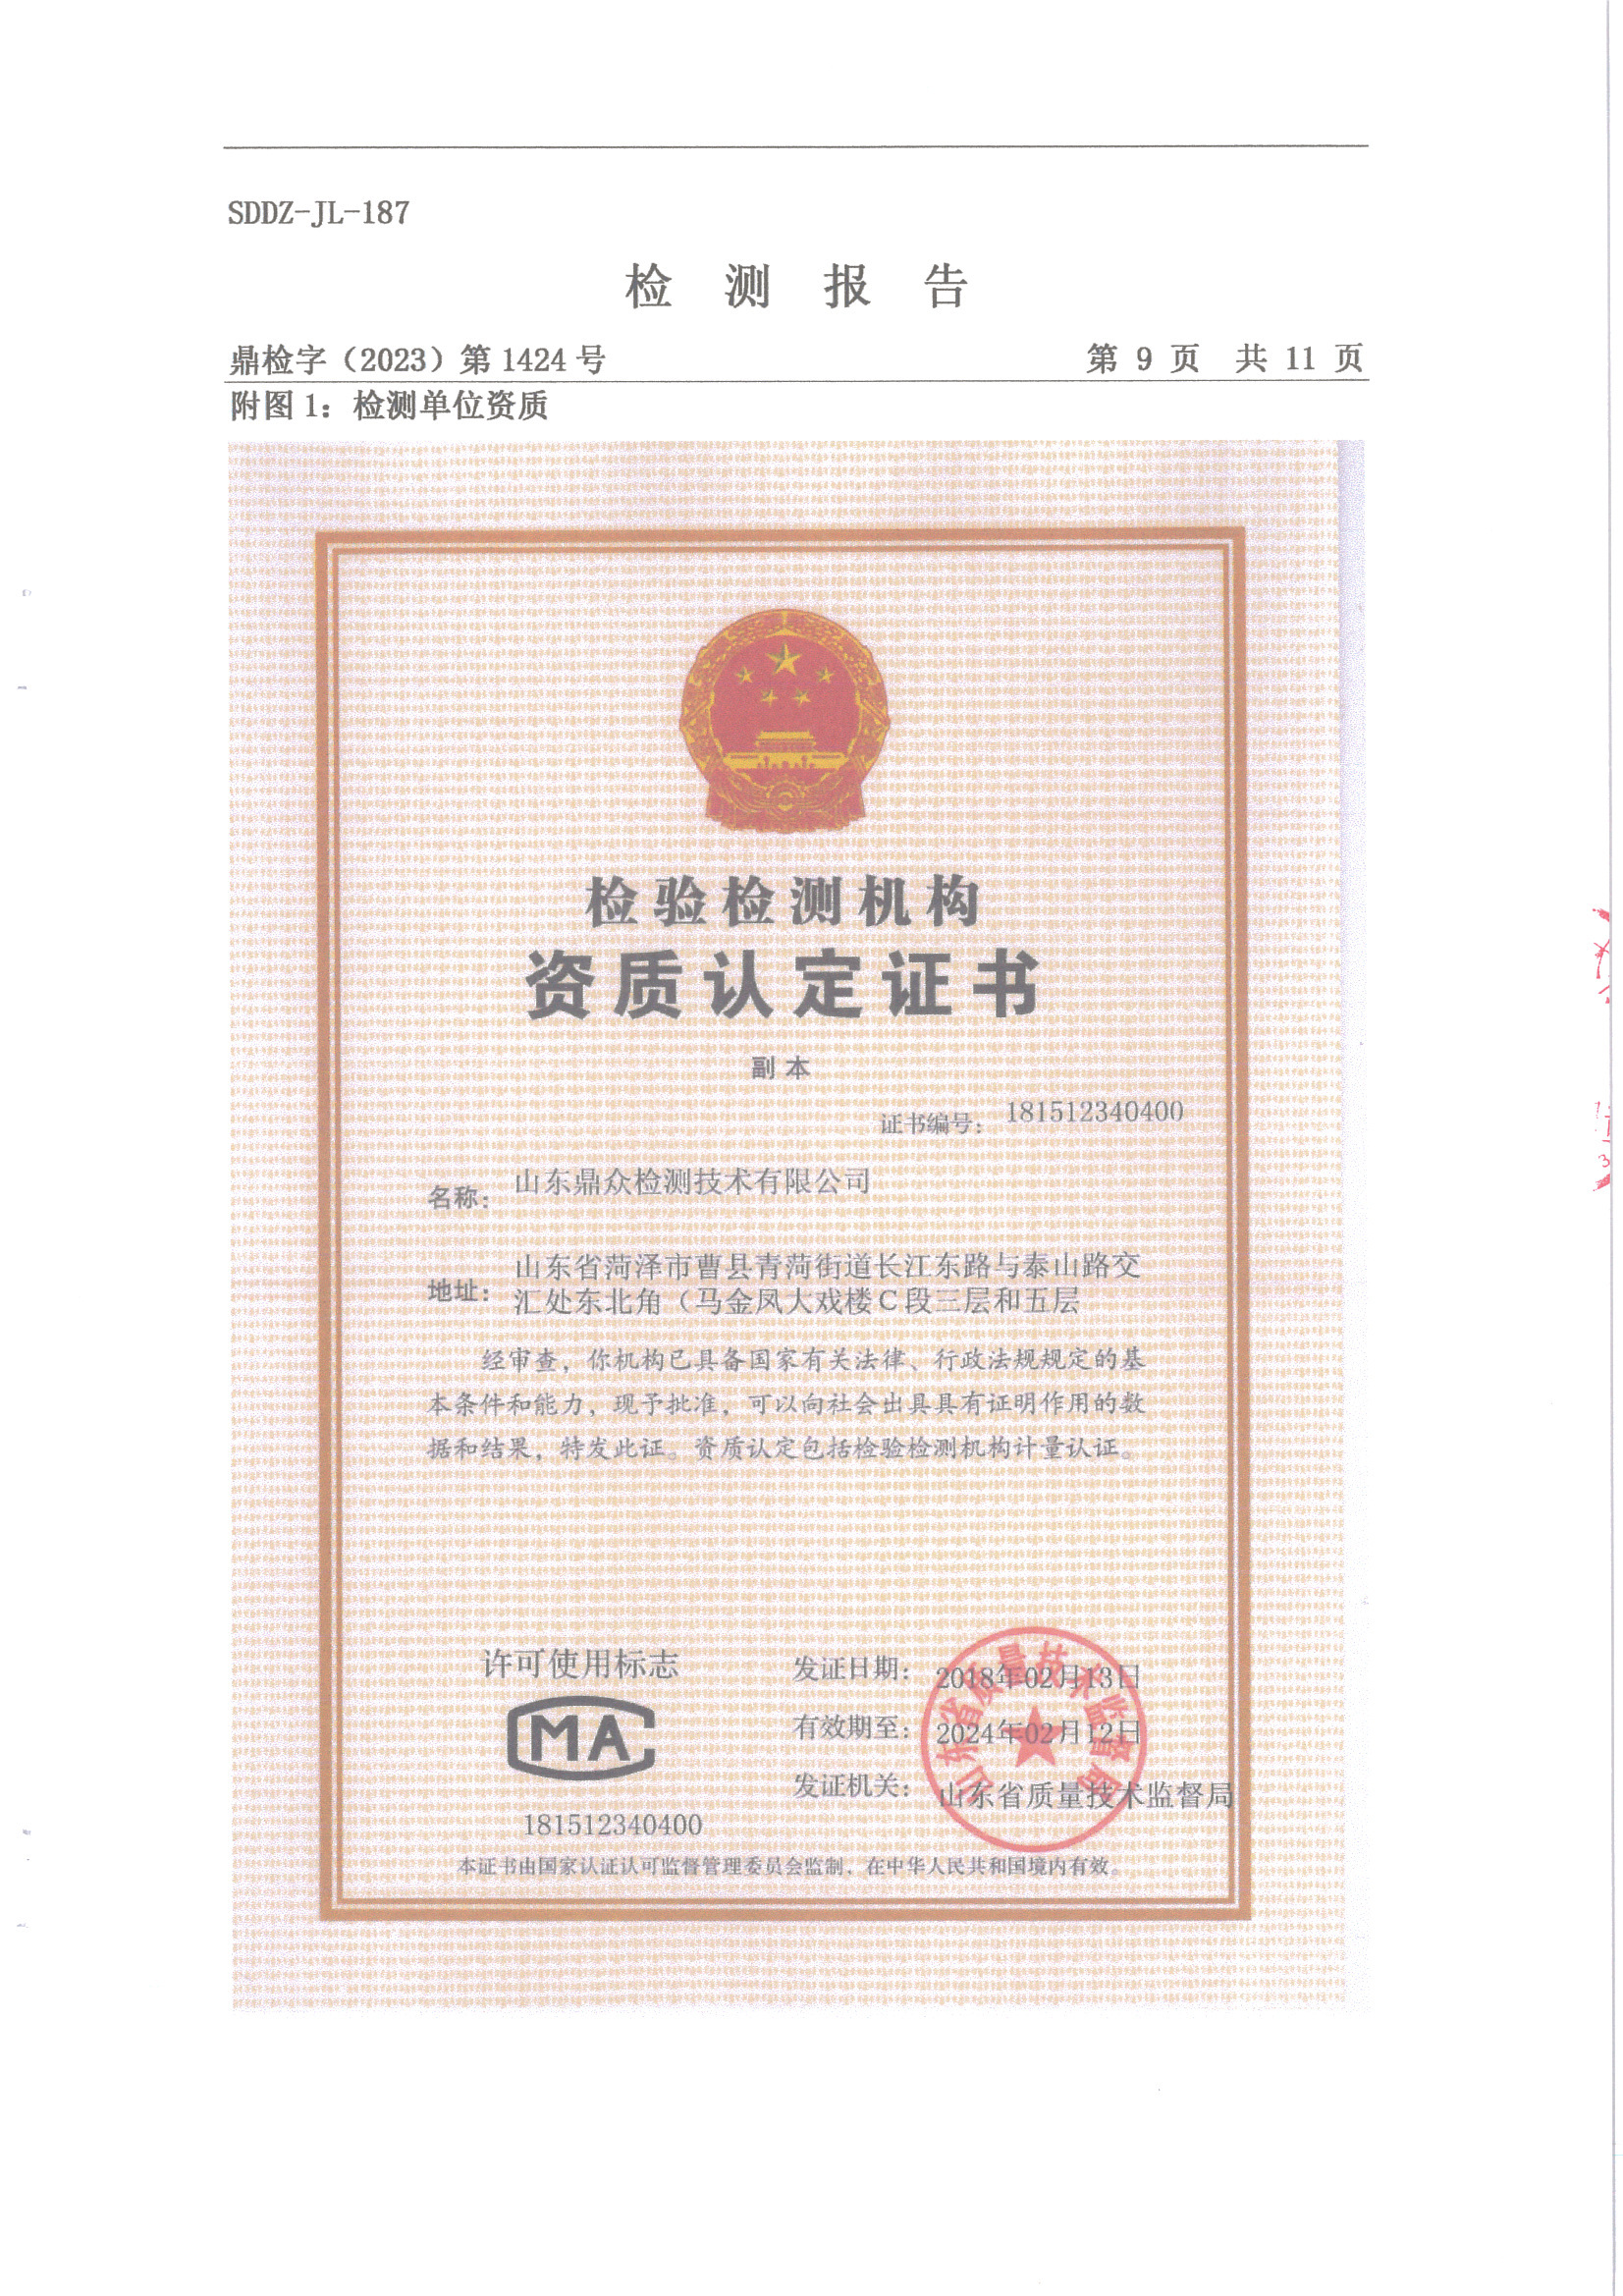 SDDZ-JL-187
检 测 报 告
鼎检字（2023）第 1424 号
第 9 页 共 11 页
附图 1：检测单位资质
检验检测机构
资质认定证书
副本
证书编号：181512340400
名称：山东鼎众检测技术有限公司
地址：山东省菏泽市曹县青菏街道长江东路与泰山路交
汇处东北角（马金凤大戏楼C段三层和五层
经审查，你机构已具备国家有关法律、行政法规规定的基
本条件和能力，现予批准，可以向社会出具具有证明作用的数
据和结果，特发此证。资质认定包括检验检测机构计量认证。
许可使用标志
MA
181512340400
发证日期：2018年02月13日
有效期至：2024年02月12日
发证机关：山东省质量技术监督局
山东省质量技术监督局
本证书由国家认证认可监督管理委员会监制，在中华人民共和国境内有效。